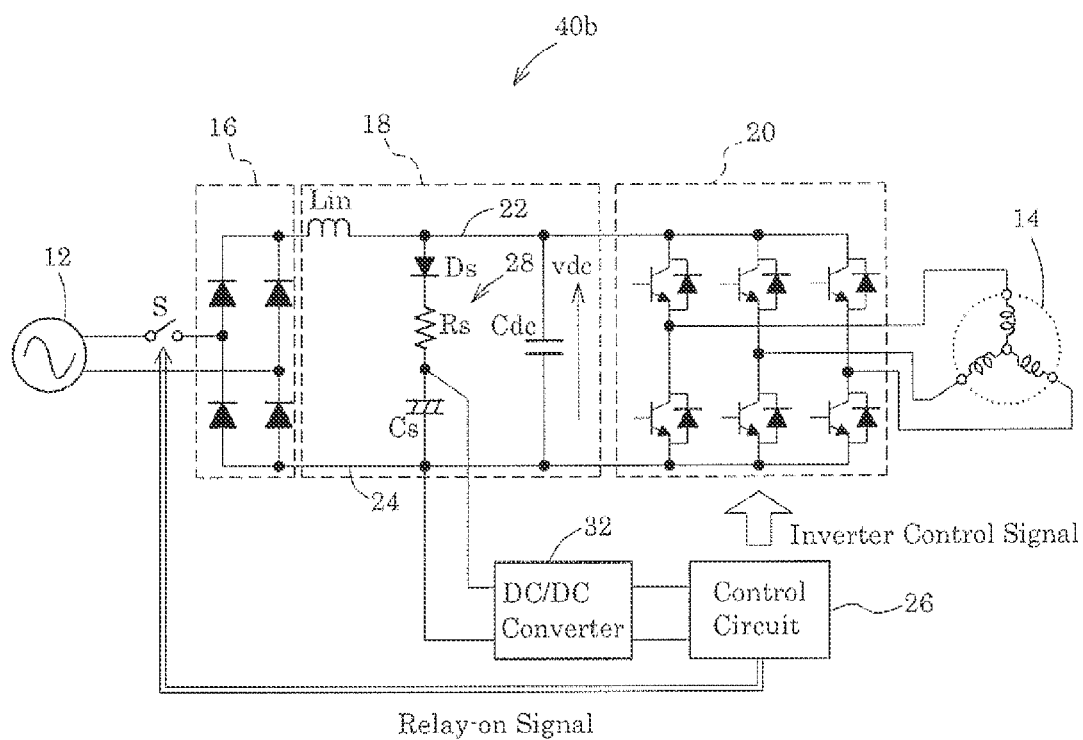 40b
16
18
20
Lin
22
14
12
S
Ds
28
vdc
Rs
Cdc
Cs
24
32
Inverter Control Signal
DC/DC
Converter
Control
Circuit
26
Relay-on Signal